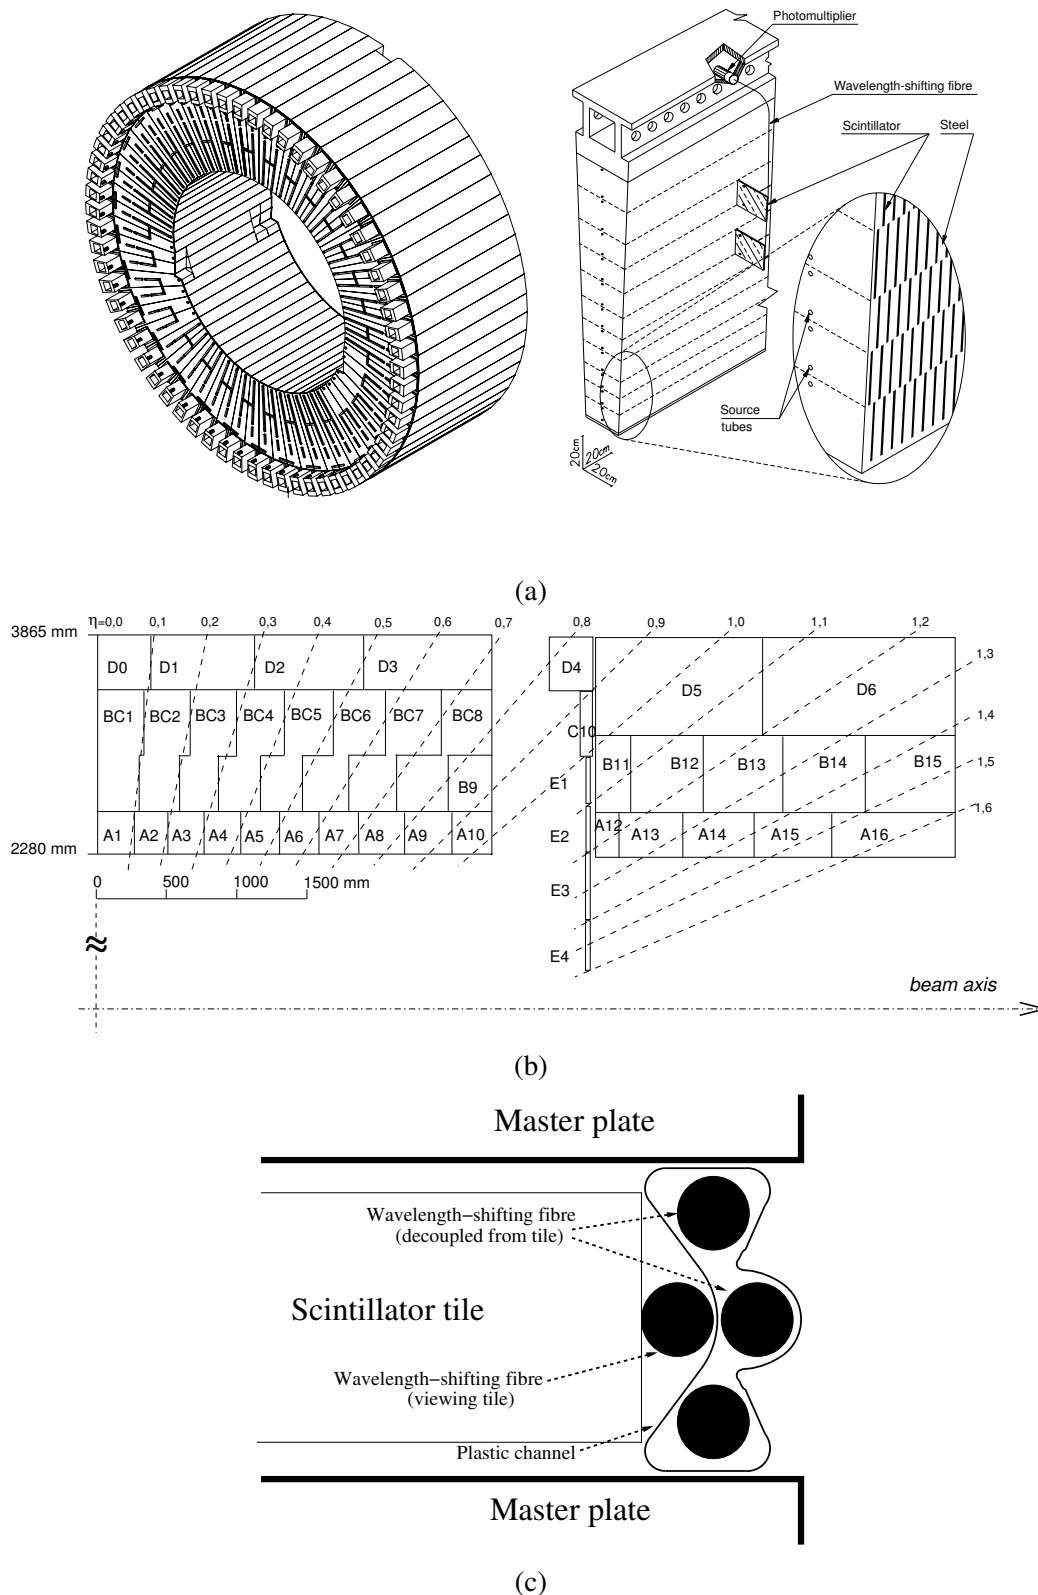 Photomultiplier
Wavelength-shifting fibre
Scintillator Steel
Source
tubes
20cm
20cm
20cm
(a)
η=0,0 0,1 0,2 0,3 0,4 0,5 0,6 0,7 0,8 0,9 1,0 1,1 1,2
3865 mm
1,3
D0 D1 D2 D3 D4 D5 D6
BC1 BC2 BC3 BC4 BC5 BC6 BC7 BC8 C10
1,4
B9 B11 B12 B13 B14 B15
1,5
E1
1,6
A1 A2 A3 A4 A5 A6 A7 A8 A9 A10 A12 A13 A14 A15 A16
E2
2280 mm
0 500 1000 1500 mm
E3
E4
beam axis
(b)
Master plate
Wavelength−shifting fibre
(decoupled from tile)
Scintillator tile
Wavelength−shifting fibre
(viewing tile)
Plastic channel
Master plate
(c)